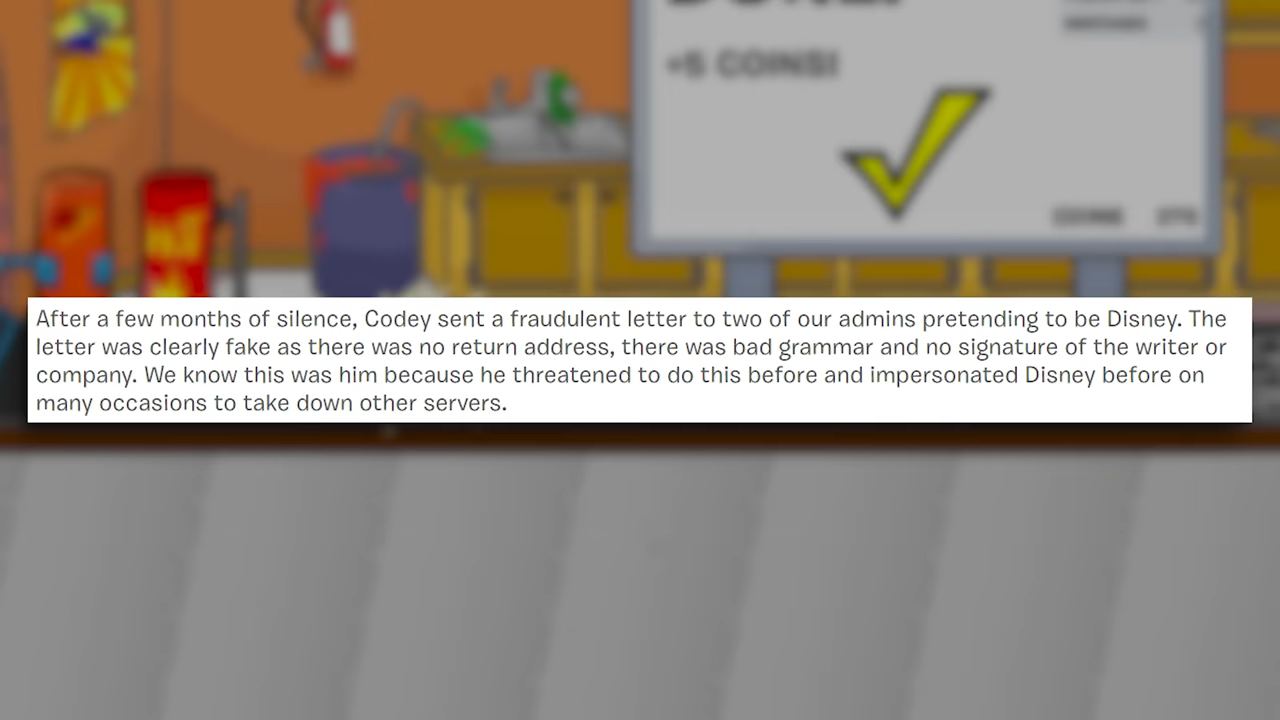 +5 COINS!
After a few months of silence, Codey sent a fraudulent letter to two of our admins pretending to be Disney. The
letter was clearly fake as there was no return address, there was bad grammar and no signature of the writer or
company. We know this was him because he threatened to do this before and impersonated Disney before on
many occasions to take down other servers.